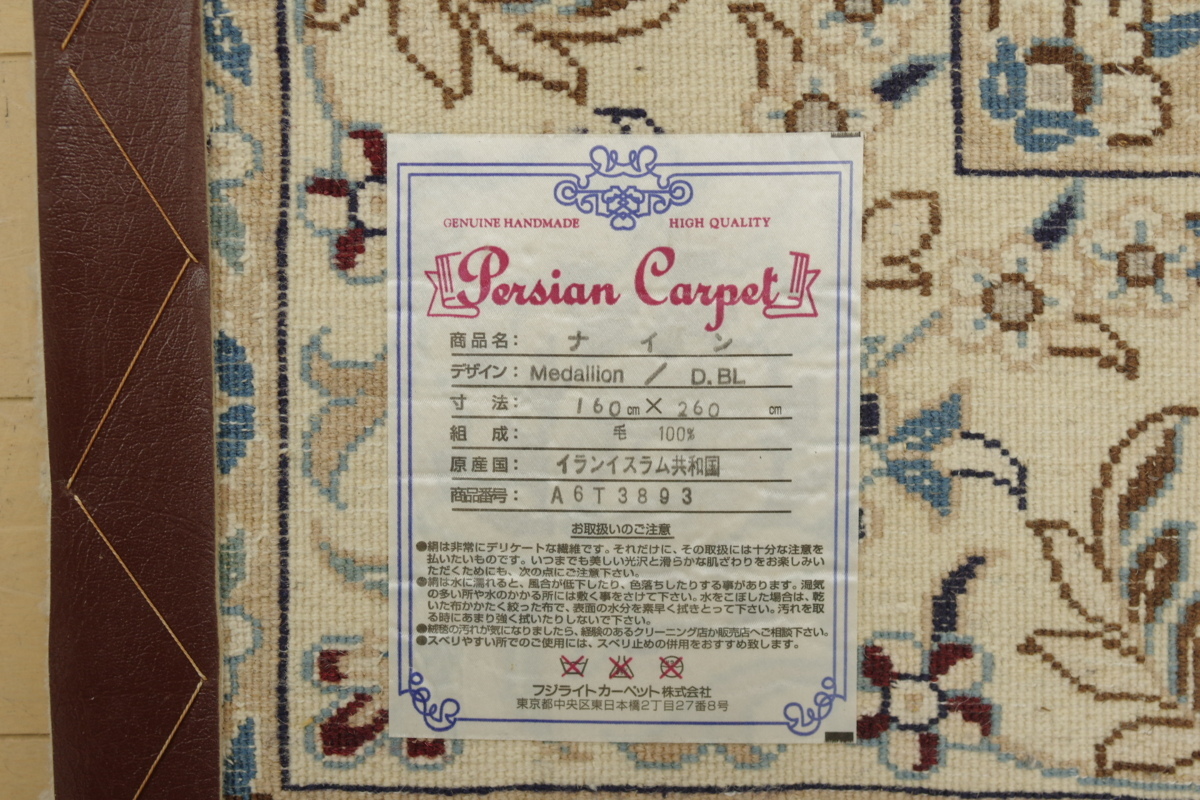 GENUINE HANDMADE HIGH QUALITY
Persian Carpet
商品名: ナイン
デザイン: Medallion / D.BL
寸法: 160cm×260 cm
組成: 毛 100%
原産国: イランイスラム共和国
商品番号: A6T3893
お取扱いのご注意
●絹は非常にデリケートな繊維です。それだけに、その取扱には十分な注意を
払いたいものです。いつまでも美しい光沢と滑らかな肌ざわりをお楽しみい
ただくためにも、次の点にご注意下さい。
●絹は水に濡れると、風合が低下したり、色落ちしたりする事があります。湿気
の多い所や水のかかる所には敷く事をさけて下さい。水をこぼした場合は、乾
いた布かかたく絞った布で、表面の水分を素早く拭きとって下さい。汚れを取
る時にあまり強く拭いたりしないで下さい。
●絨毯の汚れが気になりましたら、経験のあるクリーニング店か販売店へご相談下さい。
●スベリやすい所でのご使用には、スベリ止めの併用をおすすめ致します。
フジライトカーペット株式会社
東京都中央区東日本橋2丁目27番8号